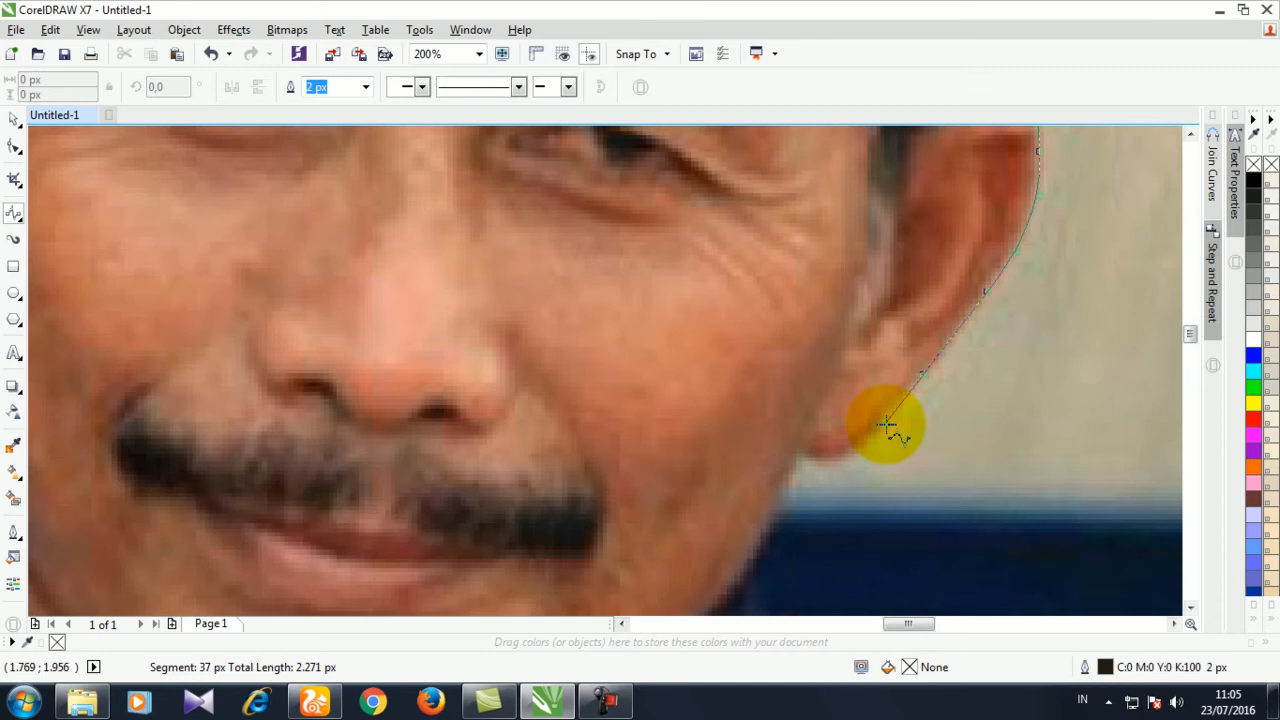 CorelDRAW X7 - Untitled-1
File Edit View Layout Object Effects Bitmaps Text Table Tools Window Help
200% Snap To
0 px
0 px
0,0
2 px
Untitled-1
Join Curves
Text Properties
Step and Repeat
1 of 1 Page 1
Drag colors (or objects) here to store these colors with your document
(1.769 ; 1.956) Segment: 37 px Total Length: 2.271 px None C:0 M:0 Y:0 K:100 2 px
IN 11:05
23/07/2016